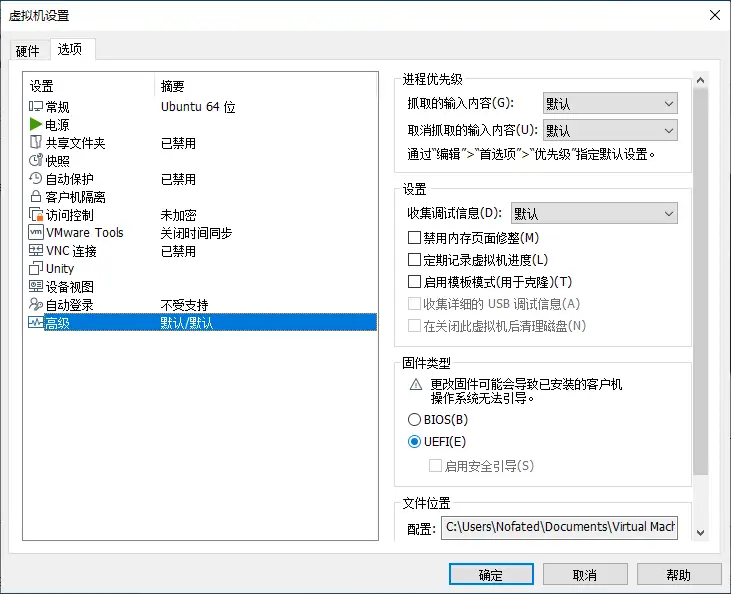 虚拟机设置
硬件 选项
设置 摘要
常规 Ubuntu 64 位
电源
共享文件夹 已禁用
快照
自动保护 已禁用
客户机隔离
访问控制 未加密
VMware Tools 关闭时间同步
VNC 连接 已禁用
Unity
设备视图
自动登录 不受支持
高级 默认/默认
进程优先级
抓取的输入内容(G): 默认
取消抓取的输入内容(U): 默认
通过“编辑”>“首选项”>“优先级”指定默认设置。
设置
收集调试信息(D): 默认
禁用内存页面修整(M)
定期记录虚拟机进度(L)
启用模板模式(用于克隆)(T)
收集详细的 USB 调试信息(A)
在关闭此虚拟机后清理磁盘(N)
固件类型
更改固件可能会导致已安装的客户机
操作系统无法引导。
BIOS(B)
UEFI(E)
启用安全引导(S)
文件位置
配置: C:\Users\Nofated\Documents\Virtual Mach
确定 取消 帮助